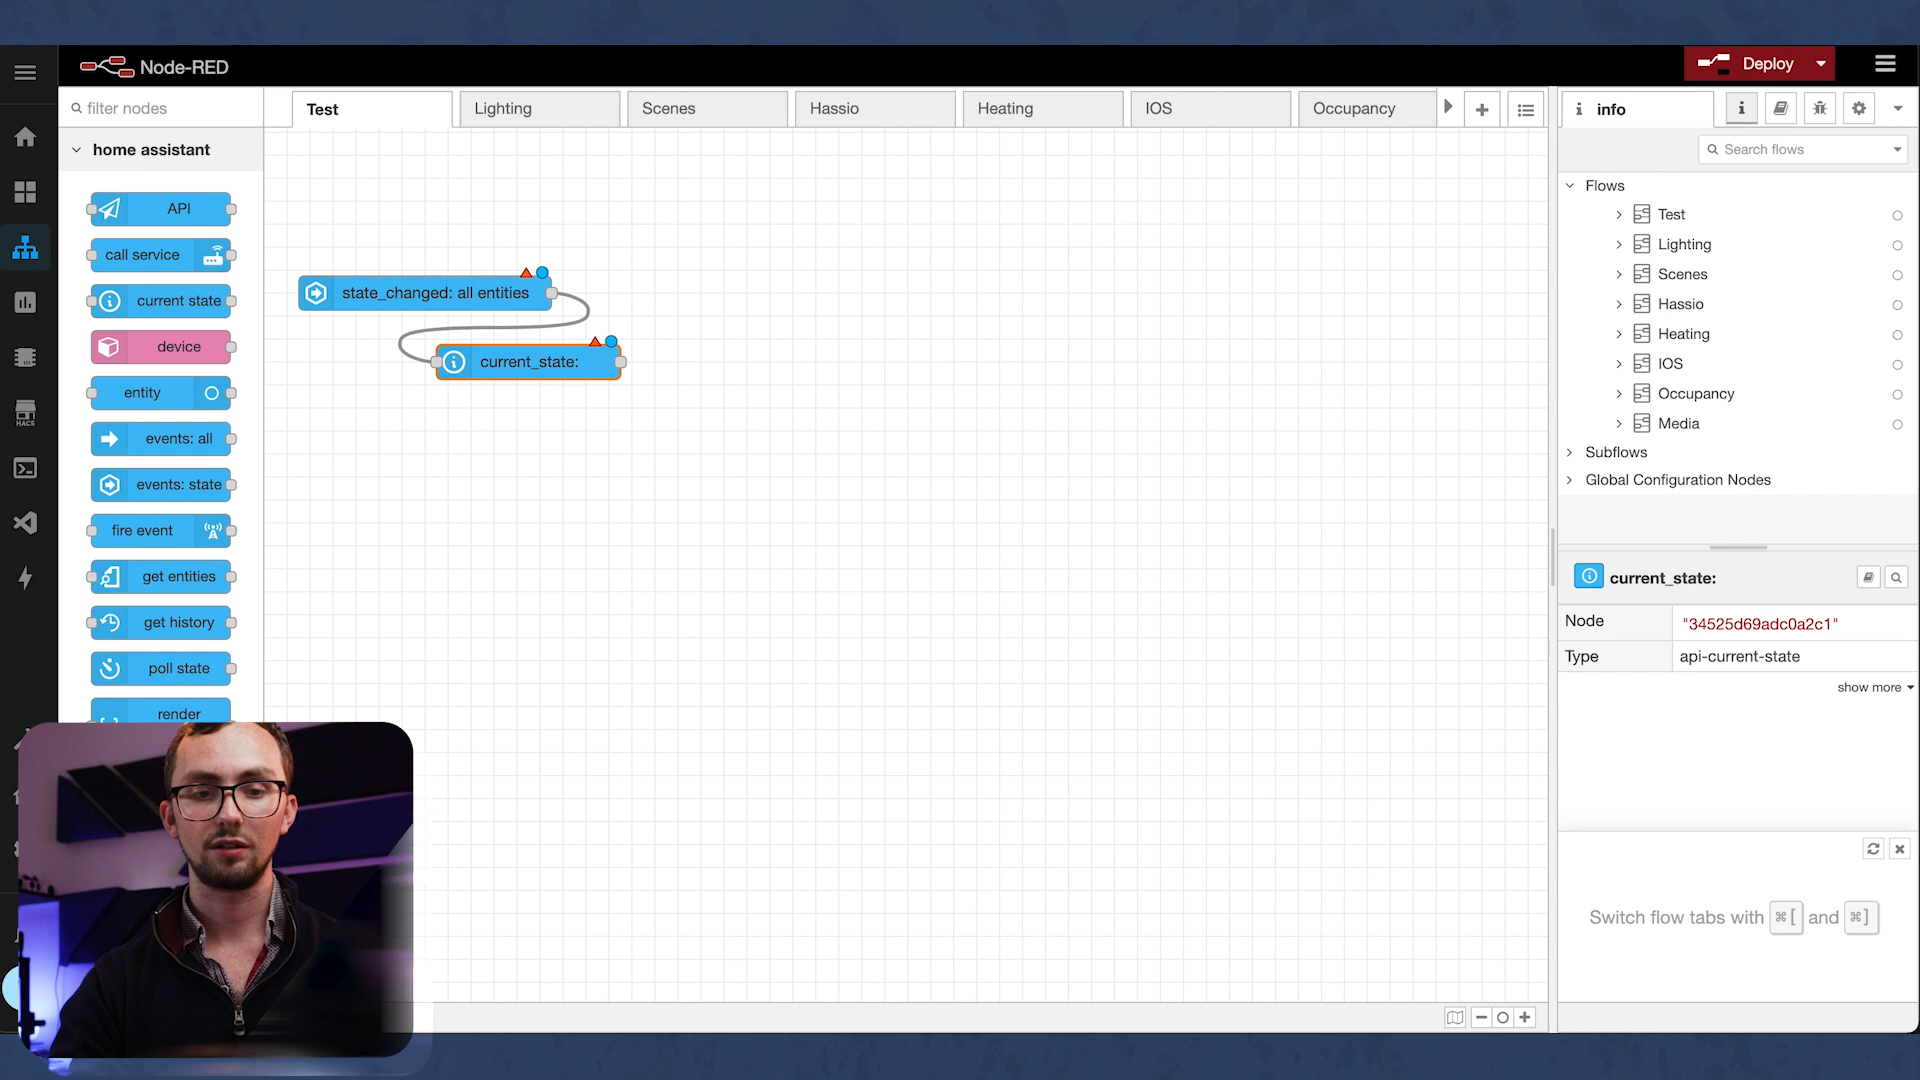 Node-RED
Deploy
filter nodes
Test
Lighting
Scenes
Hassio
Heating
IOS
Occupancy
i info
Search flows
home assistant
API
call service
current state
device
entity
events: all
events: state
fire event
get entities
get history
poll state
render
HACS
state_changed: all entities
current_state:
Flows
Test
Lighting
Scenes
Hassio
Heating
IOS
Occupancy
Media
Subflows
Global Configuration Nodes
current_state:
Node "34525d69adc0a2c1"
Type api-current-state
show more
Switch flow tabs with ⌘[ and ⌘]